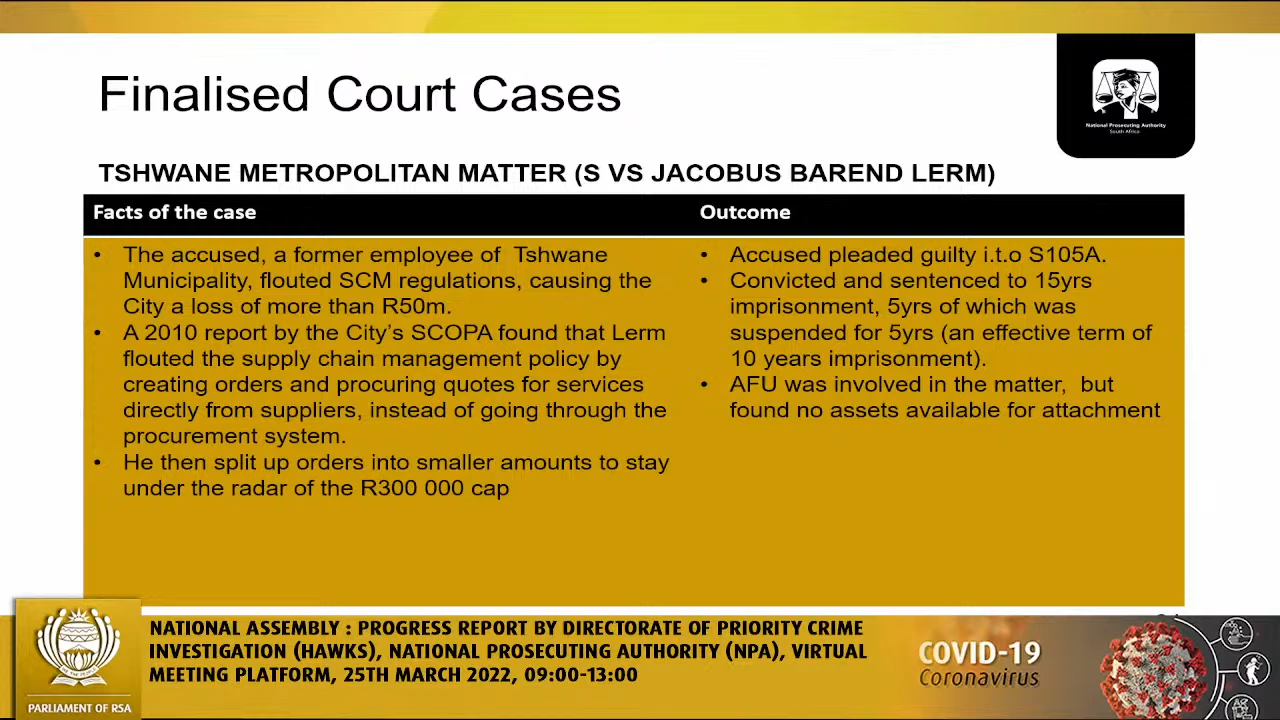 Finalised Court Cases
National Prosecuting Authority
South Africa
TSHWANE METROPOLITAN MATTER (S VS JACOBUS BAREND LERM)
Facts of the case
• The accused, a former employee of Tshwane
Municipality, flouted SCM regulations, causing the
City a loss of more than R50m.
• A 2010 report by the City's SCOPA found that Lerm
flouted the supply chain management policy by
creating orders and procuring quotes for services
directly from suppliers, instead of going through the
procurement system.
• He then split up orders into smaller amounts to stay
under the radar of the R300 000 cap
Outcome
• Accused pleaded guilty i.t.o S105A.
• Convicted and sentenced to 15yrs
imprisonment, 5yrs of which was
suspended for 5yrs (an effective term of
10 years imprisonment).
• AFU was involved in the matter, but
found no assets available for attachment
PARLIAMENT OF RSA
NATIONAL ASSEMBLY : PROGRESS REPORT BY DIRECTORATE OF PRIORITY CRIME
INVESTIGATION (HAWKS), NATIONAL PROSECUTING AUTHORITY (NPA), VIRTUAL
MEETING PLATFORM, 25TH MARCH 2022, 09:00-13:00
COVID-19
Coronavirus